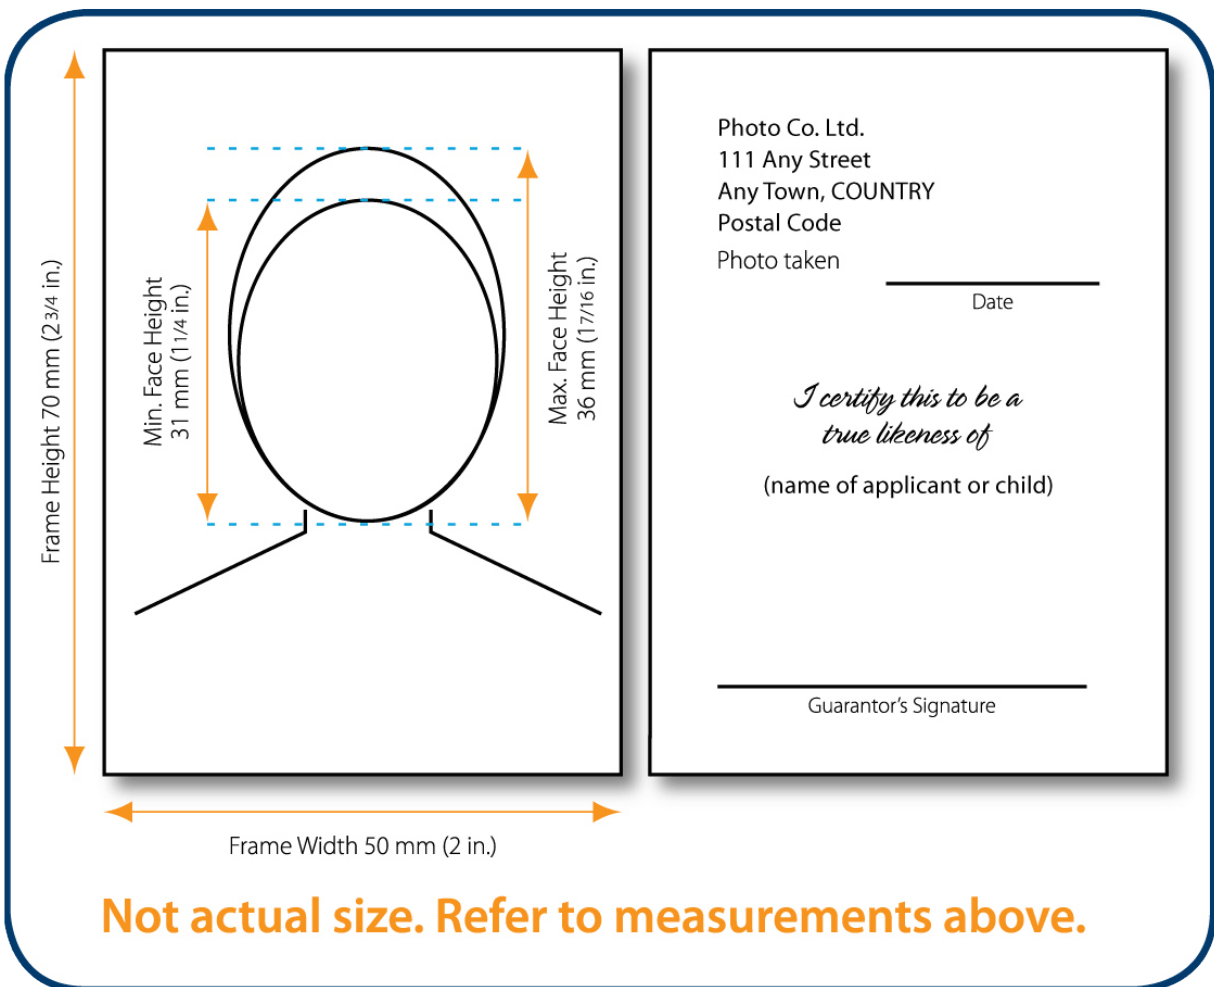 Frame Height 70 mm (2 3/4 in.)
Min. Face Height
31 mm (1 1/4 in.)
Max. Face Height
36 mm (1 7/16 in.)
Frame Width 50 mm (2 in.)
Photo Co. Ltd.
111 Any Street
Any Town, COUNTRY
Postal Code
Photo taken
Date
I certify this to be a
true likeness of
(name of applicant or child)
Guarantor's Signature
Not actual size. Refer to measurements above.